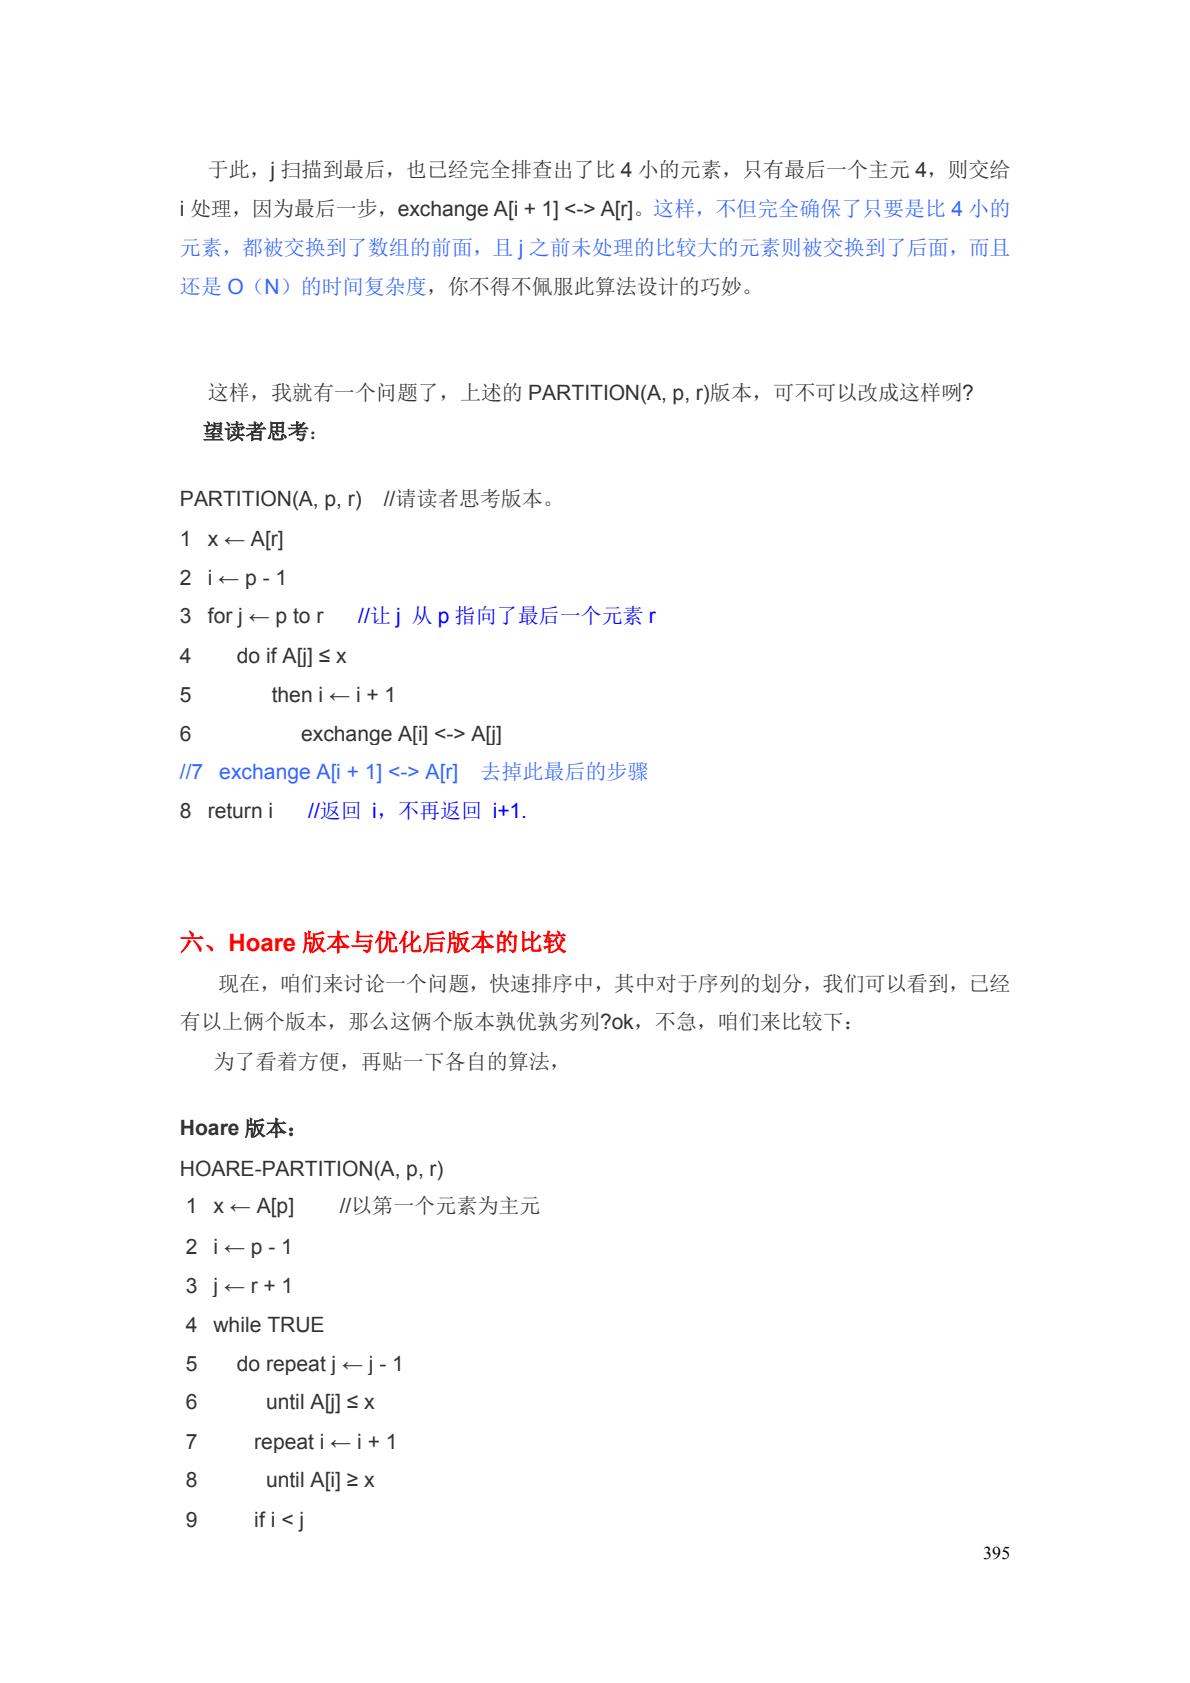 于此，j 扫描到最后，也已经完全排查出了比 4 小的元素，只有最后一个主元 4，则交给
i 处理，因为最后一步，exchange A[i + 1] <-> A[r]。这样，不但完全确保了只要是比 4 小的
元素，都被交换到了数组的前面，且 j 之前未处理的比较大的元素则被交换到了后面，而且
还是 O（N）的时间复杂度，你不得不佩服此算法设计的巧妙。
这样，我就有一个问题了，上述的 PARTITION(A, p, r)版本，可不可以改成这样咧?
望读者思考：
PARTITION(A, p, r) //请读者思考版本。
1 x ← A[r]
2 i ← p - 1
3 for j ← p to r //让 j 从 p 指向了最后一个元素 r
4 do if A[j] ≤ x
5 then i ← i + 1
6 exchange A[i] <-> A[j]
//7 exchange A[i + 1] <-> A[r] 去掉此最后的步骤
8 return i //返回 i，不再返回 i+1.
六、Hoare 版本与优化后版本的比较
现在，咱们来讨论一个问题，快速排序中，其中对于序列的划分，我们可以看到，已经
有以上俩个版本，那么这俩个版本孰优孰劣列?ok，不急，咱们来比较下：
为了看着方便，再贴一下各自的算法，
Hoare 版本：
HOARE-PARTITION(A, p, r)
1 x ← A[p] //以第一个元素为主元
2 i ← p - 1
3 j ← r + 1
4 while TRUE
5 do repeat j ← j - 1
6 until A[j] ≤ x
7 repeat i ← i + 1
8 until A[i] ≥ x
9 if i < j
395